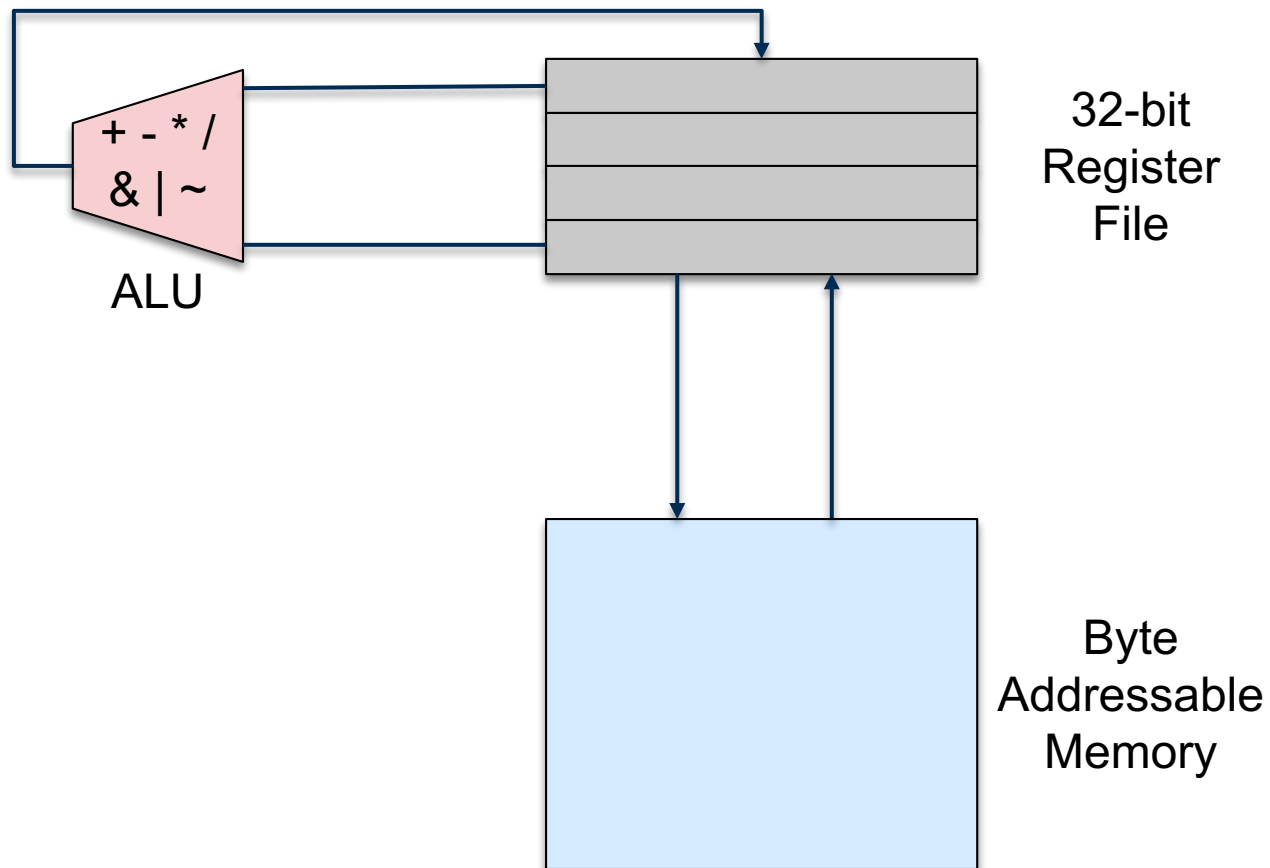 + - * /
& | ~
ALU
32-bit
Register
File
Byte
Addressable
Memory